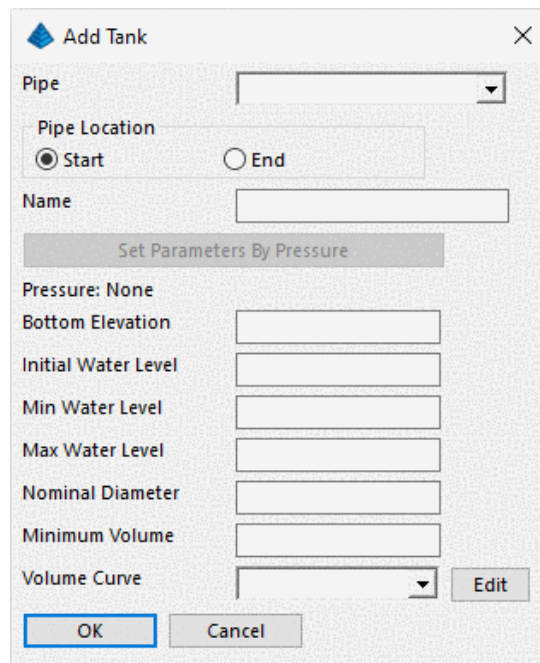 Add Tank
Pipe
Pipe Location
Start End
Name
Set Parameters By Pressure
Pressure: None
Bottom Elevation
Initial Water Level
Min Water Level
Max Water Level
Nominal Diameter
Minimum Volume
Volume Curve Edit
OK Cancel